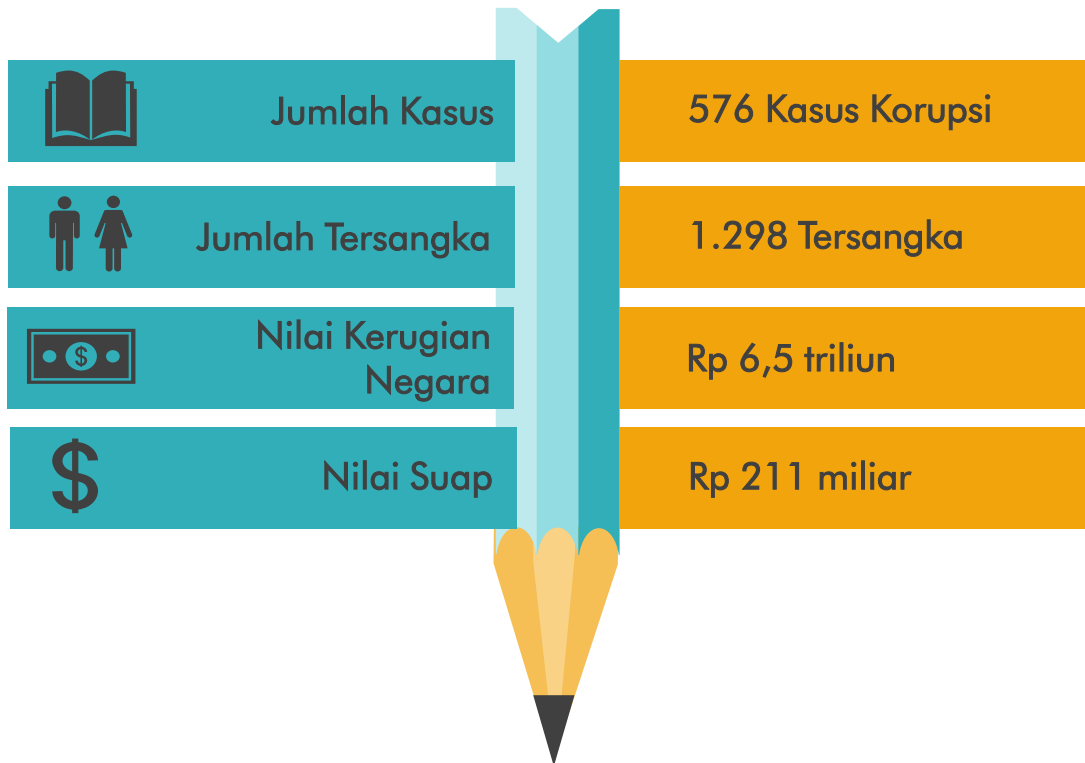 Jumlah Kasus
576 Kasus Korupsi
Jumlah Tersangka
1.298 Tersangka
$
Nilai Kerugian
Negara
Rp 6,5 triliun
$
Nilai Suap
Rp 211 miliar